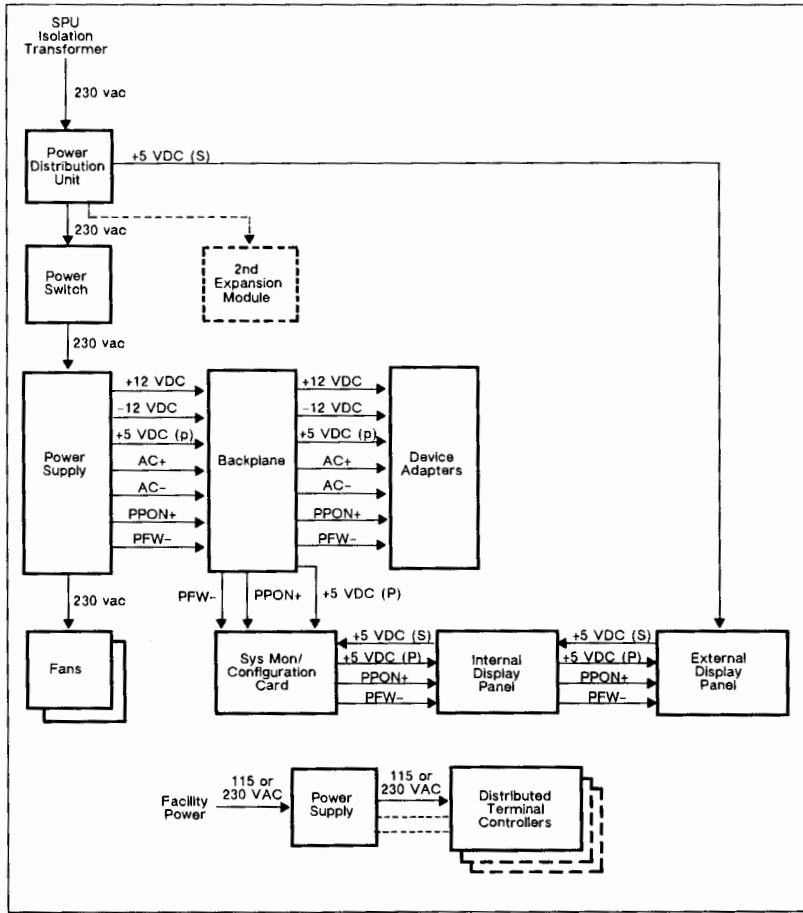 SPU
Isolation
Transformer
230 vac
Power
Distribution
Unit
+5 VDC (S)
230 vac
Power
Switch
2nd
Expansion
Module
230 vac
Power
Supply
+12 VDC
-12 VDC
+5 VDC (p)
AC+
AC-
PPON+
PFW-
Backplane
+12 VDC
-12 VDC
+5 VDC (p)
AC+
AC-
PPON+
PFW-
Device
Adapters
230 vac
PFW-
PPON+
+5 VDC (P)
Fans
Sys Mon/
Configuration
Card
+5 VDC (S)
+5 VDC (P)
PPON+
PFW-
Internal
Display
Panel
+5 VDC (S)
+5 VDC (P)
PPON+
PFW-
External
Display
Panel
Facility
Power
115 or
230 VAC
Power
Supply
115 or
230 VAC
Distributed
Terminal
Controllers